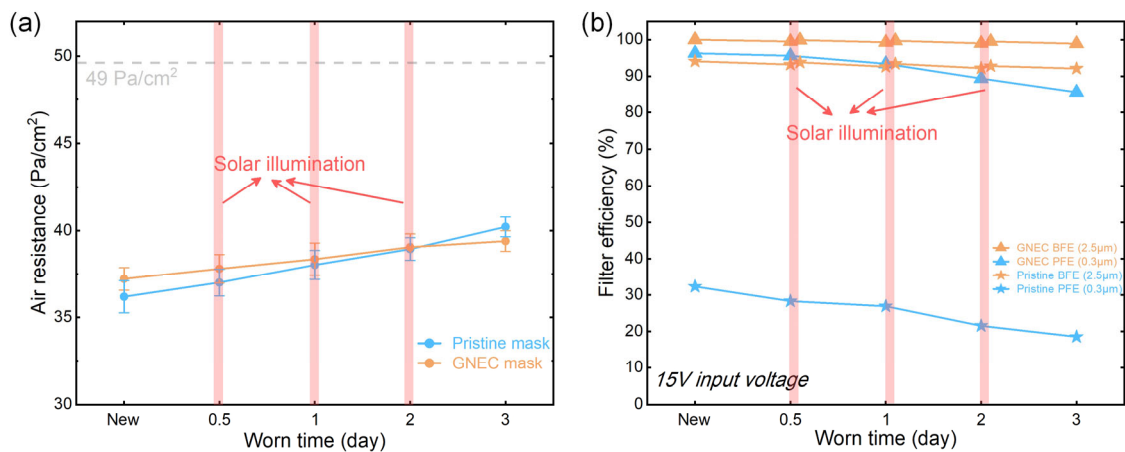 (a)
50
45
40
35
30
Air resistance (Pa/cm²)
49 Pa/cm²
Solar illumination
Pristine mask
GNEC mask
New
0.5
1
2
3
Worn time (day)
(b)
100
90
80
70
60
50
40
30
20
10
0
Filter efficiency (%)
Solar illumination
GNEC BFE (2.5μm)
GNEC PFE (0.3μm)
Pristine BFE (2.5μm)
Pristine PFE (0.3μm)
15V input voltage
New
0.5
1
2
3
Worn time (day)